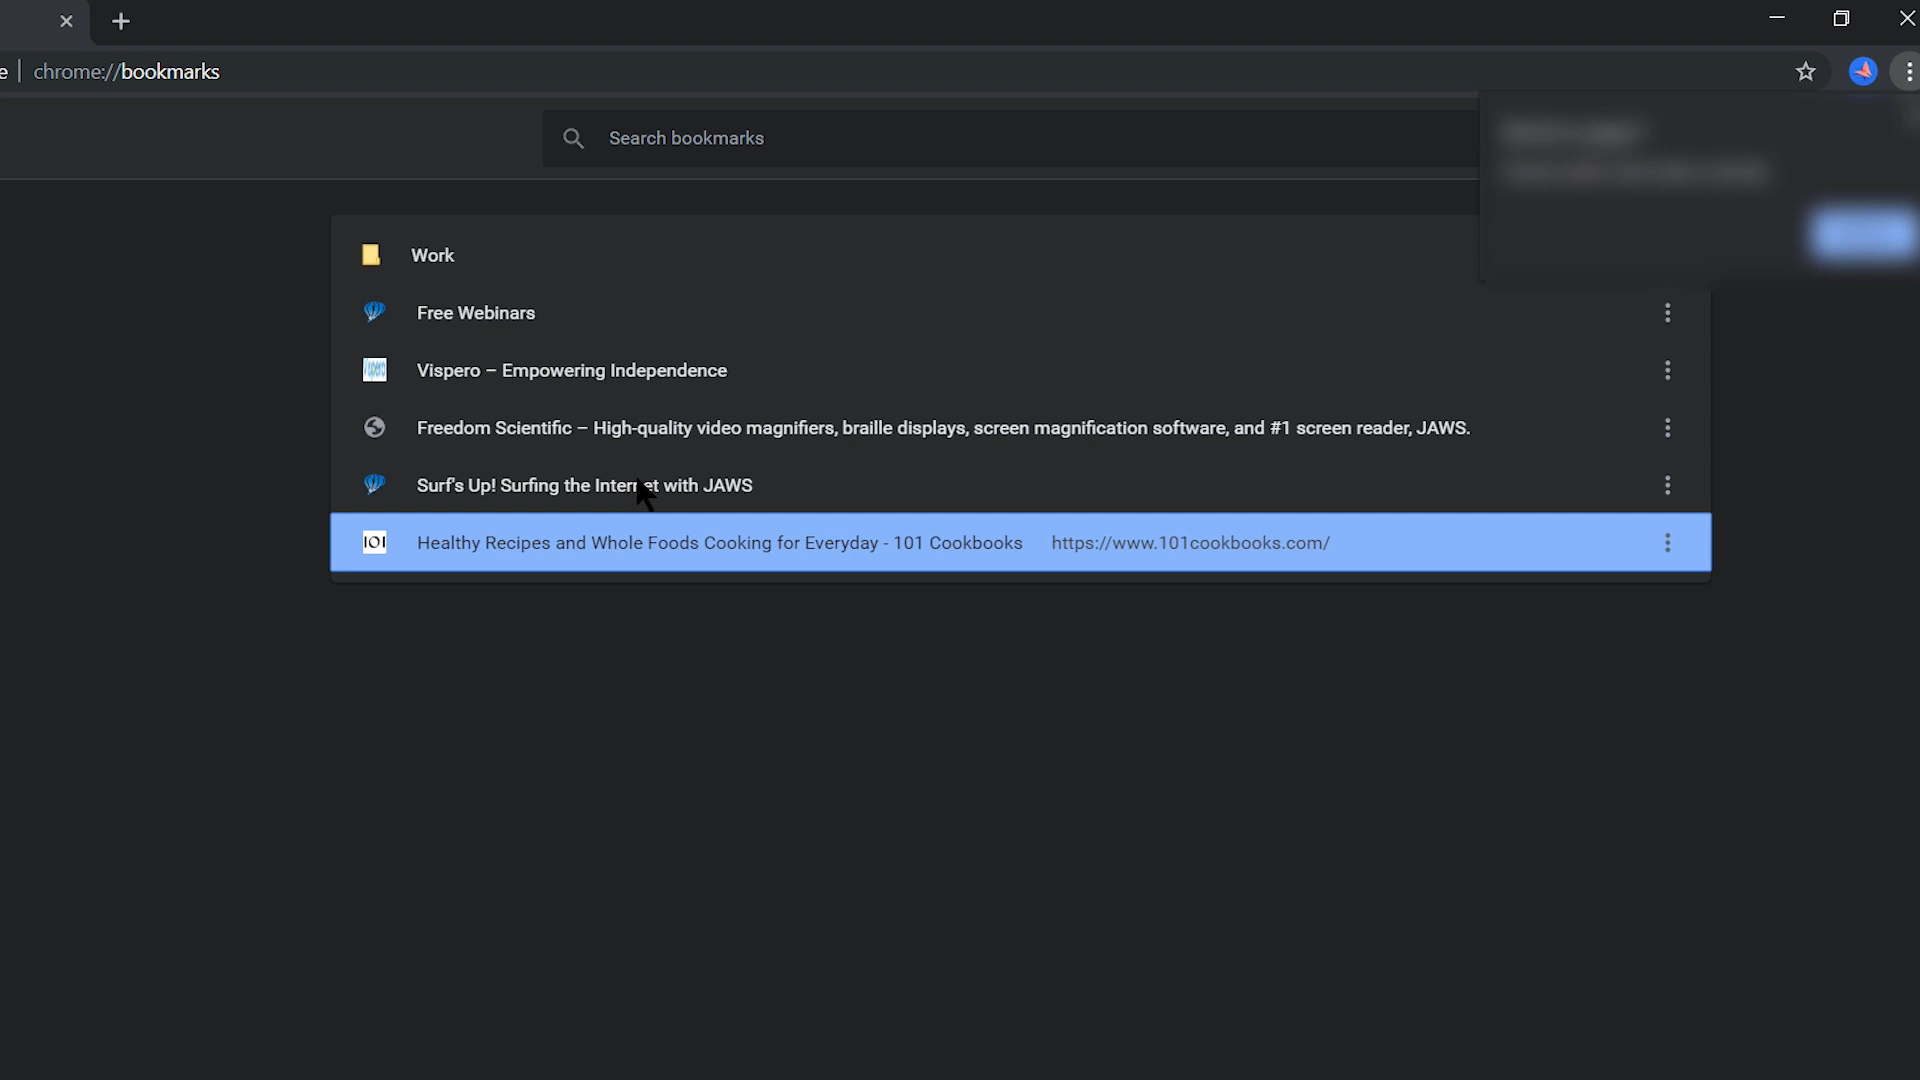 e
chrome://bookmarks
Search bookmarks
Work
Free Webinars
Vispero – Empowering Independence
Freedom Scientific – High-quality video magnifiers, braille displays, screen magnification software, and #1 screen reader, JAWS.
Surf's Up! Surfing the Internet with JAWS
IOI Healthy Recipes and Whole Foods Cooking for Everyday - 101 Cookbooks https://www.101cookbooks.com/